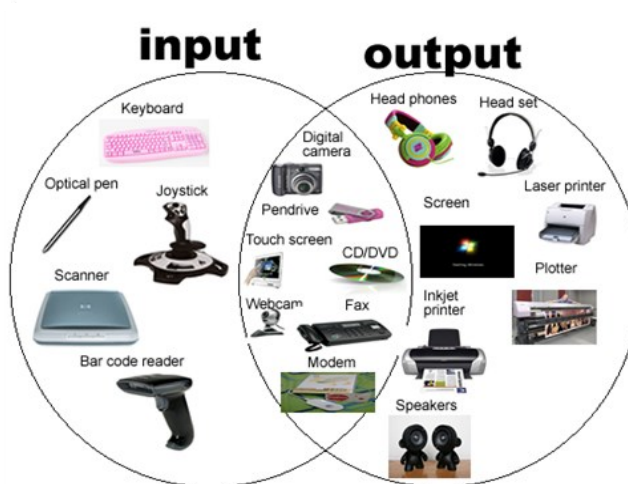 input
output
Keyboard
Optical pen
Joystick
Scanner
Bar code reader
Digital
camera
Pendrive
Touch screen
CD/DVD
Webcam
Fax
Modem
Head phones
Head set
Laser printer
Screen
Plotter
Inkjet
printer
Speakers